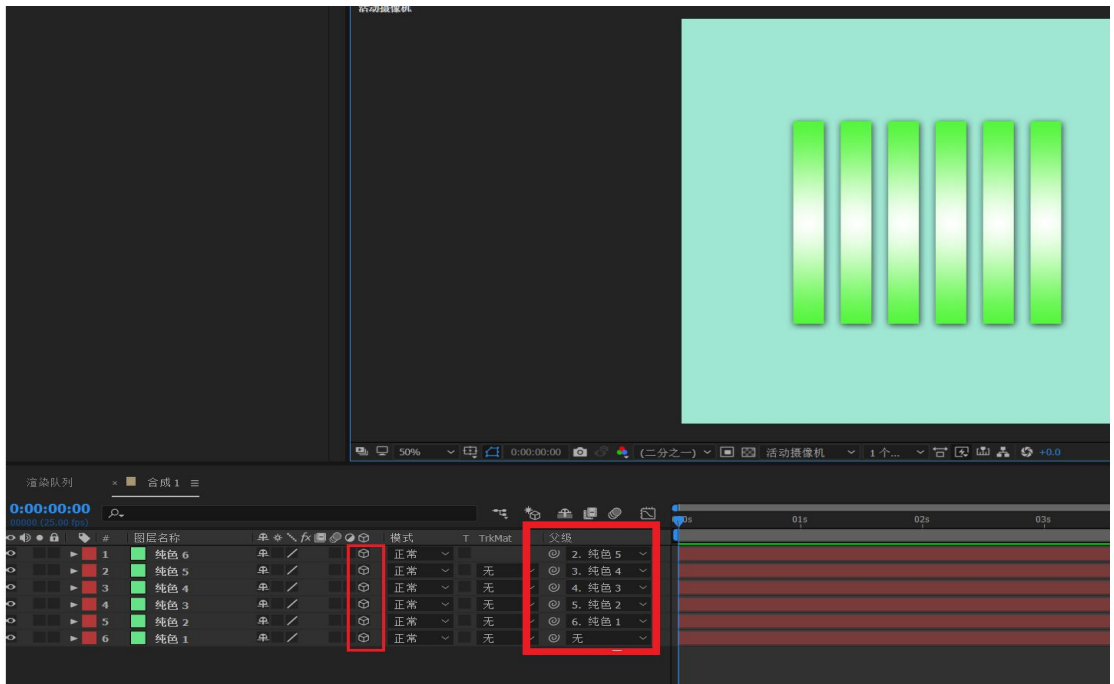 活动摄像机
50%
0:00:00:00
(二分之一)
活动摄像机
1个...
+0.0
渲染队列
× 合成 1
0:00:00:00
00000 (25.00 fps)
# 图层名称 模式 T TrkMat 父级
:00s 01s 02s 03s
1 纯色 6 正常 2. 纯色 5
2 纯色 5 正常 无 3. 纯色 4
3 纯色 4 正常 无 4. 纯色 3
4 纯色 3 正常 无 5. 纯色 2
5 纯色 2 正常 无 6. 纯色 1
6 纯色 1 正常 无 无